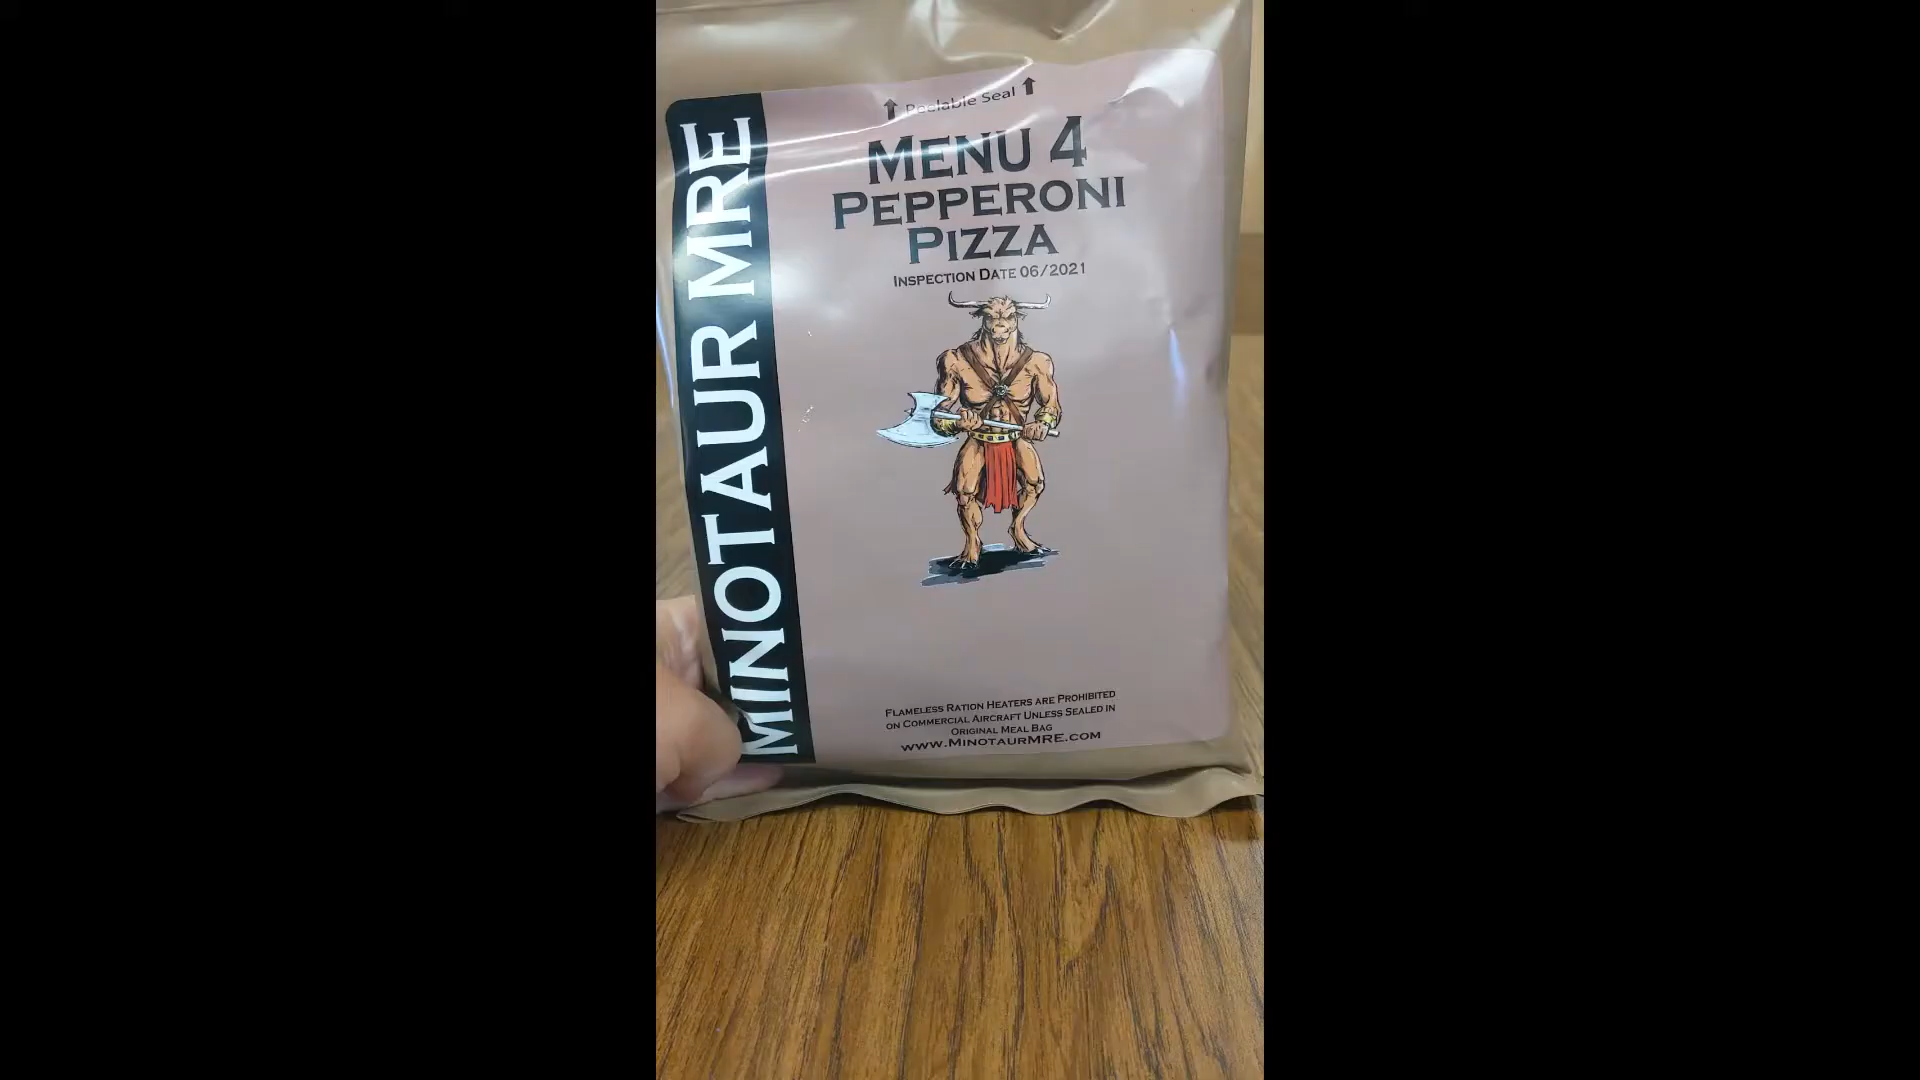 Peelable Seal
MINOTAUR MRE
MENU 4
PEPPERONI
PIZZA
INSPECTION DATE 06/2021
FLAMELESS RATION HEATERS ARE PROHIBITED
ON COMMERCIAL AIRCRAFT UNLESS SEALED IN
ORIGINAL MEAL BAG
WWW.MINOTAURMRE.COM